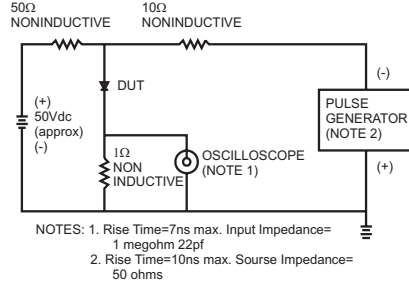 50Ω
NONINDUCTIVE
10Ω
NONINDUCTIVE
(+)
50Vdc
(approx)
(-)
DUT
1Ω
NON
INDUCTIVE
OSCILLOSCOPE
(NOTE 1)
(-)
PULSE
GENERATOR
(NOTE 2)
(+)
NOTES: 1. Rise Time=7ns max. Input Impedance=
1 megohm 22pf
2. Rise Time=10ns max. Sourse Impedance=
50 ohms